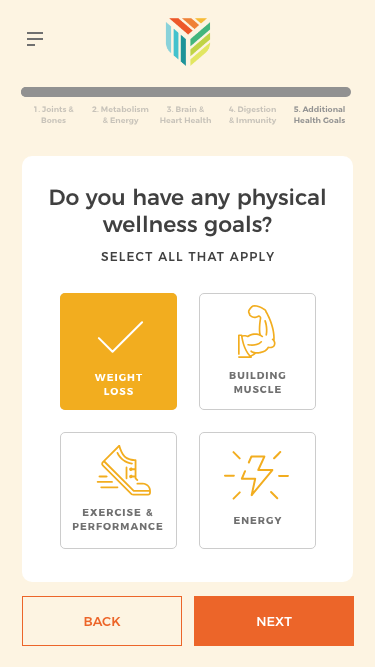 1. Joints &
Bones
2. Metabolism
& Energy
3. Brain &
Heart Health
4. Digestion
& Immunity
5. Additional
Health Goals
Do you have any physical
wellness goals?
SELECT ALL THAT APPLY
WEIGHT
LOSS
BUILDING
MUSCLE
EXERCISE &
PERFORMANCE
ENERGY
BACK
NEXT